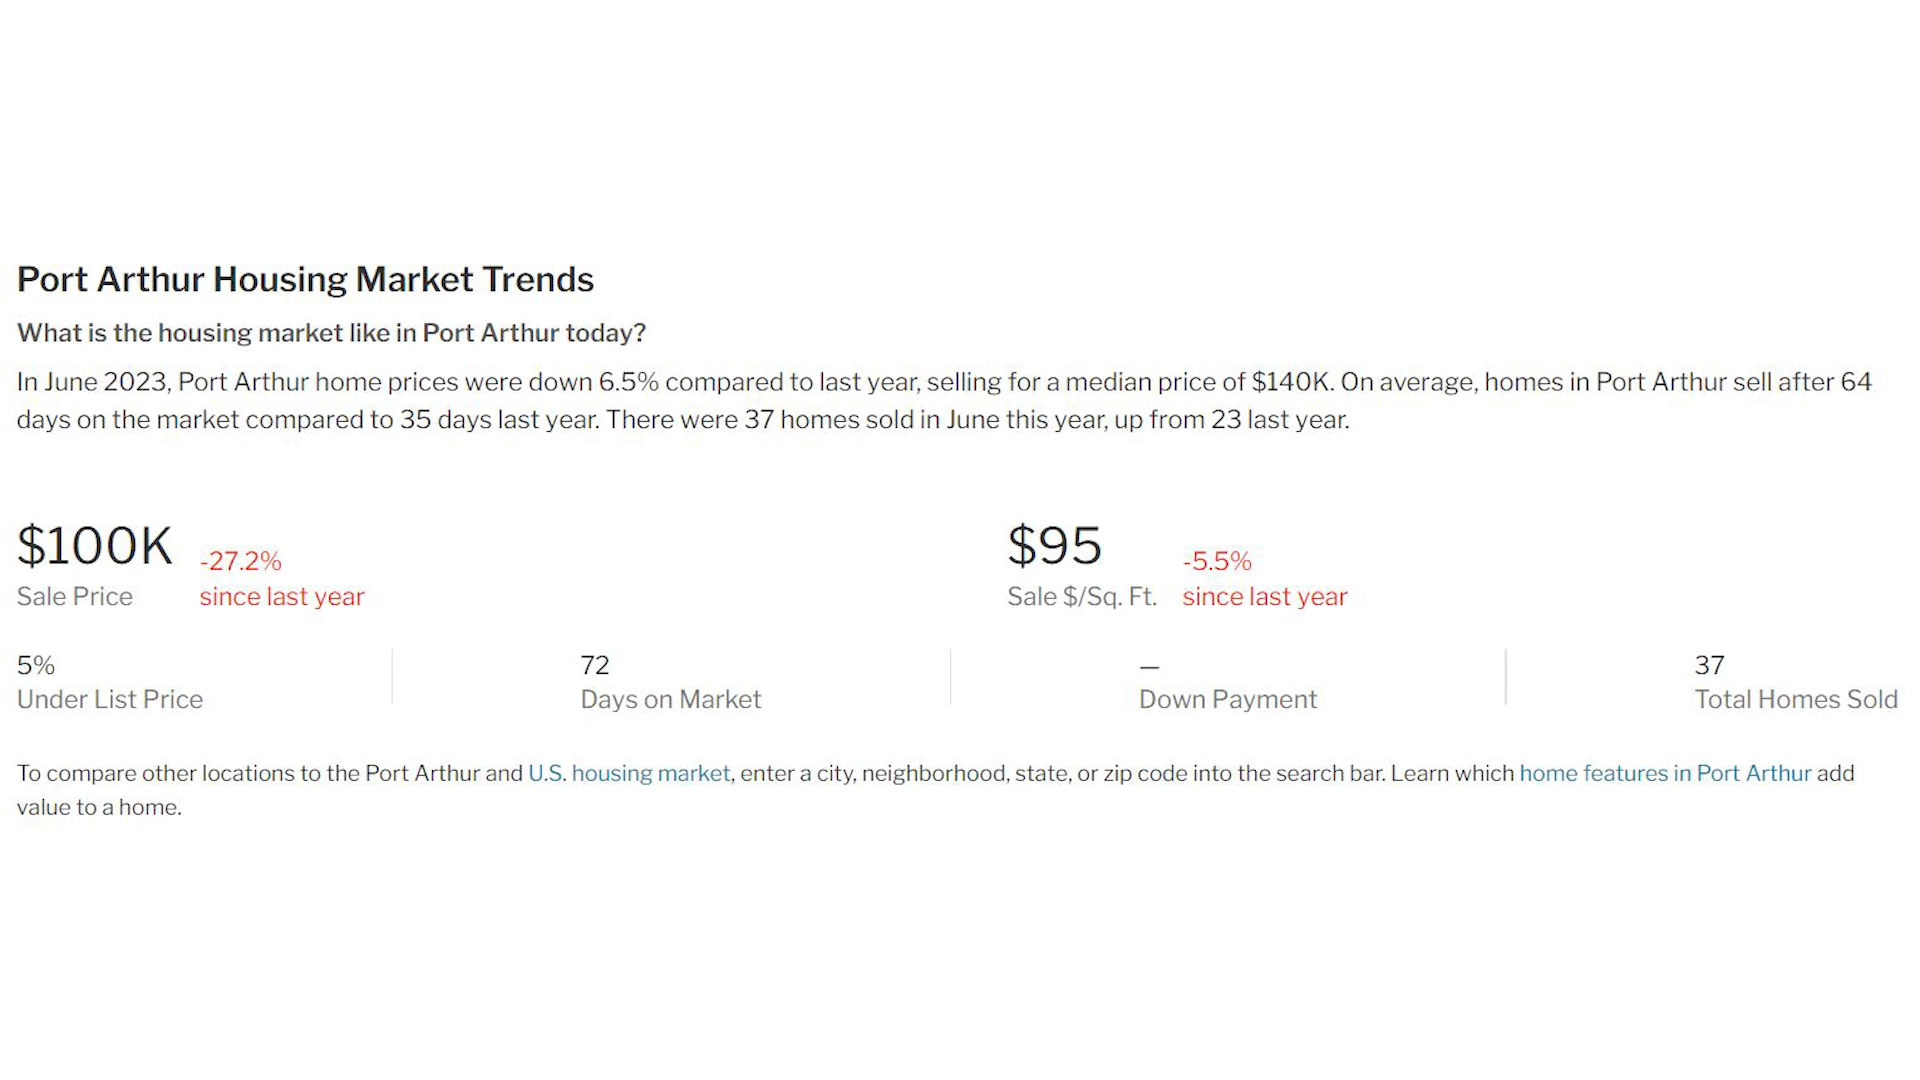 Port Arthur Housing Market Trends
What is the housing market like in Port Arthur today?
In June 2023, Port Arthur home prices were down 6.5% compared to last year, selling for a median price of $140K. On average, homes in Port Arthur sell after 64
days on the market compared to 35 days last year. There were 37 homes sold in June this year, up from 23 last year.
$100K -27.2%
Sale Price since last year
$95 -5.5%
Sale $/Sq. Ft. since last year
5%
Under List Price
72
Days on Market
—
Down Payment
37
Total Homes Sold
To compare other locations to the Port Arthur and U.S. housing market, enter a city, neighborhood, state, or zip code into the search bar. Learn which home features in Port Arthur add
value to a home.